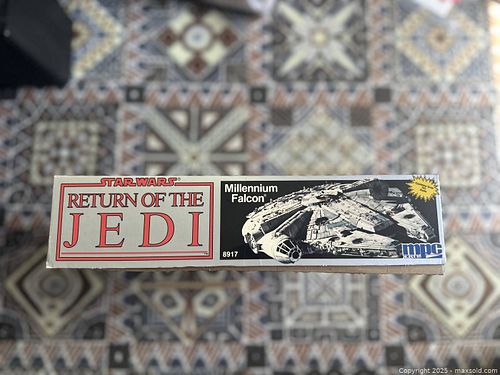 STAR WARS
RETURN OF THE
JEDI
Millennium
Falcon
8917
mpc
Copyright 2025 - maxsold.com